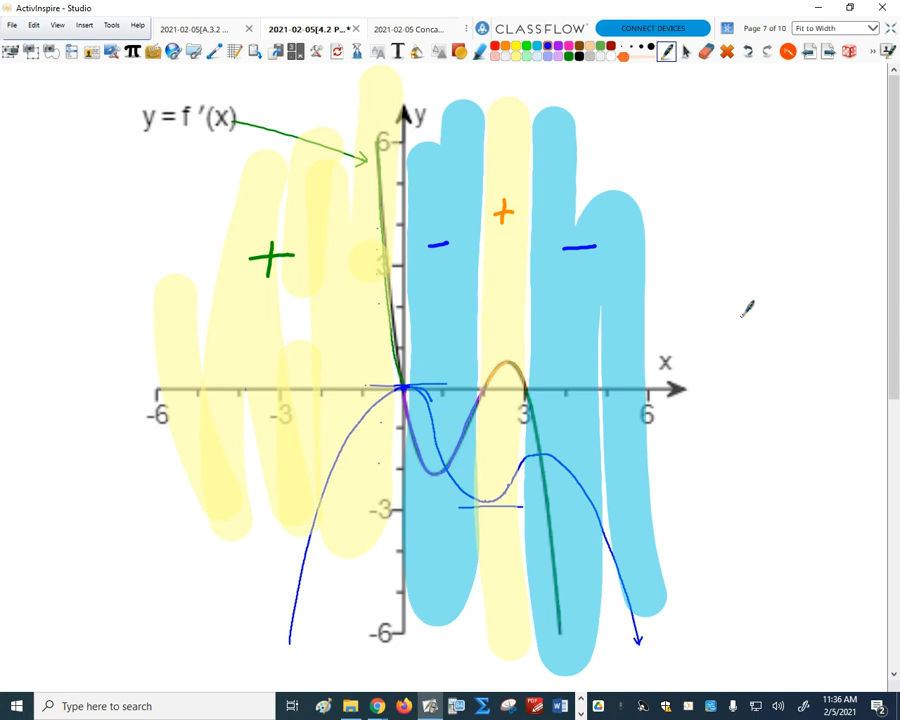 ActivInspire - Studio
File Edit View Insert Tools Help
2021-02-05[A.3.2 ...
2021-02-05[4.2 P...*
2021-02-05 Conca...
CLASSFLOW
CONNECT DEVICES
Page 7 of 10
Fit to Width
y = f ′(x)
y
6
+
−
+
−
3
x
-6
-3
3
6
-3
-6
Type here to search
11:36 AM
2/5/2021
2